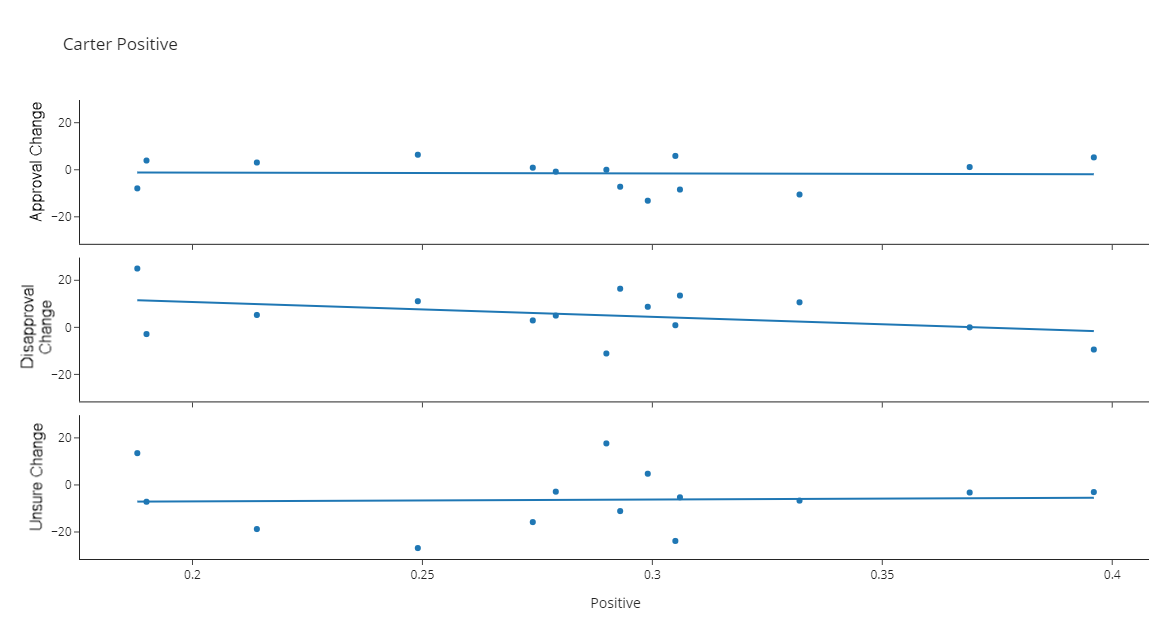 Carter Positive
Approval Change
20
0
−20
Disapproval
Change
20
0
−20
Unsure Change
20
0
−20
0.2
0.25
0.3
0.35
0.4
Positive